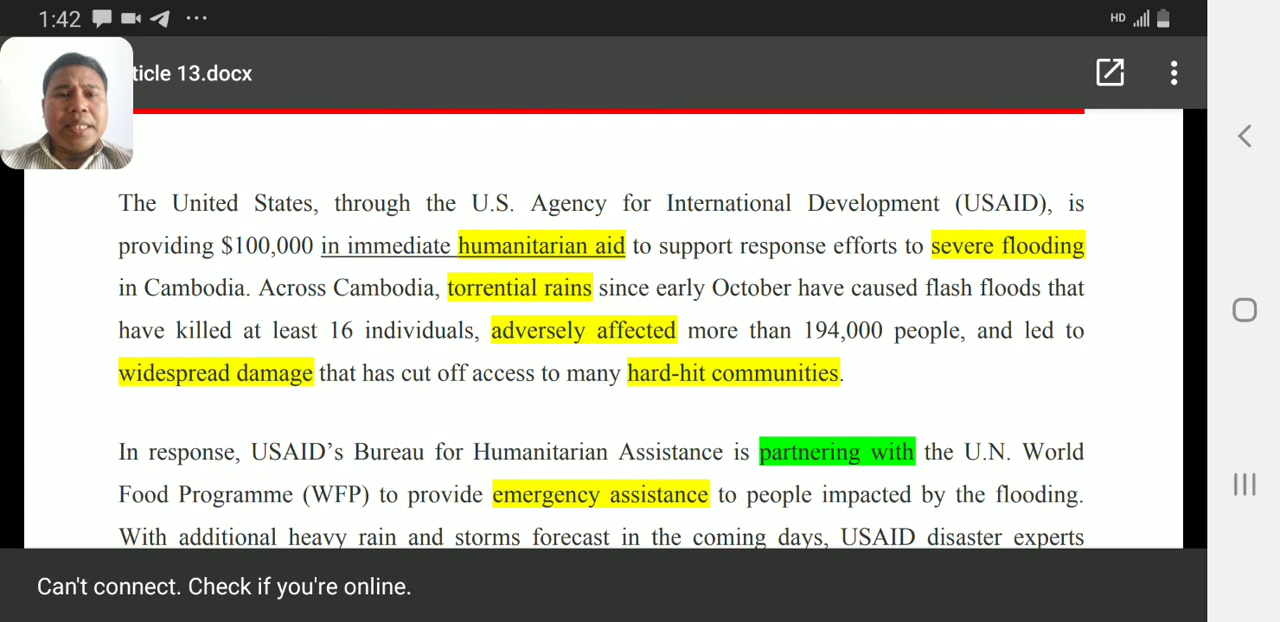 1:42
HD
ticle 13.docx
The United States, through the U.S. Agency for International Development (USAID), is
providing $100,000 in immediate humanitarian aid to support response efforts to severe flooding
in Cambodia. Across Cambodia, torrential rains since early October have caused flash floods that
have killed at least 16 individuals, adversely affected more than 194,000 people, and led to
widespread damage that has cut off access to many hard-hit communities.
In response, USAID’s Bureau for Humanitarian Assistance is partnering with the U.N. World
Food Programme (WFP) to provide emergency assistance to people impacted by the flooding.
With additional heavy rain and storms forecast in the coming days, USAID disaster experts
Can't connect. Check if you're online.